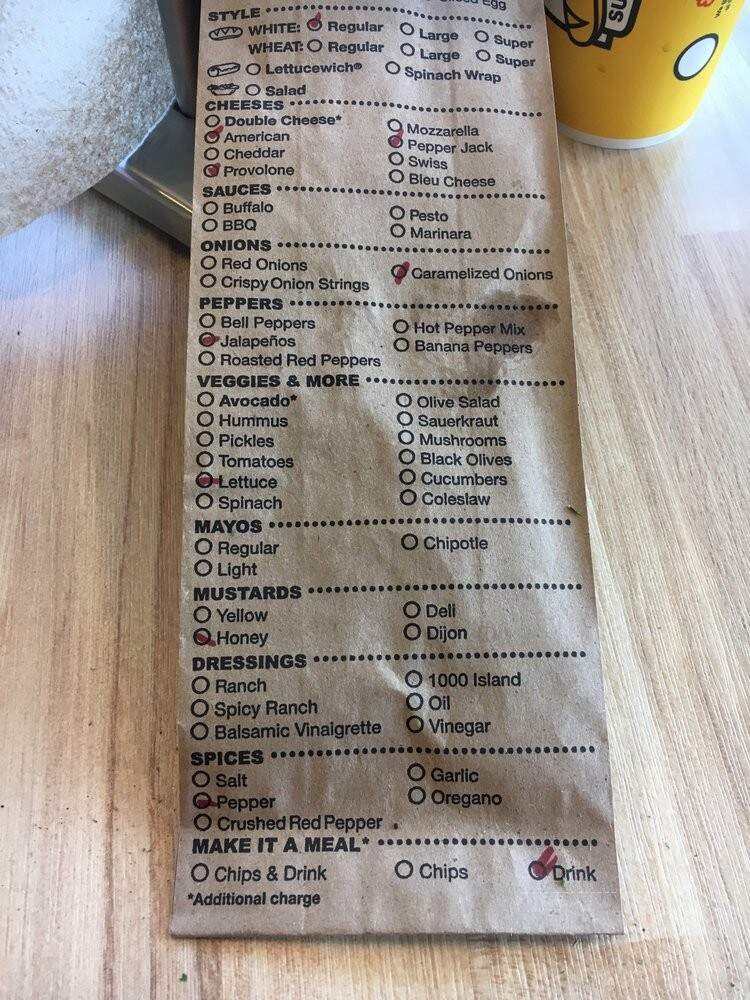 Egg
STYLE
WHITE: Regular Large Super
WHEAT: Regular Large Super
Lettucewich® Spinach Wrap
Salad
CHEESES
Double Cheese* Mozzarella
American Pepper Jack
Cheddar Swiss
Provolone Bleu Cheese
SAUCES
Buffalo Pesto
BBQ Marinara
ONIONS
Red Onions Caramelized Onions
Crispy Onion Strings
PEPPERS
Bell Peppers Hot Pepper Mix
Jalapeños Banana Peppers
Roasted Red Peppers
VEGGIES & MORE
Avocado* Olive Salad
Hummus Sauerkraut
Pickles Mushrooms
Tomatoes Black Olives
Lettuce Cucumbers
Spinach Coleslaw
MAYOS
Regular Chipotle
Light
MUSTARDS
Yellow Deli
Honey Dijon
DRESSINGS
Ranch 1000 Island
Spicy Ranch Oil
Balsamic Vinaigrette Vinegar
SPICES
Salt Garlic
Pepper Oregano
Crushed Red Pepper
MAKE IT A MEAL*
Chips & Drink Chips Drink
*Additional charge
SU